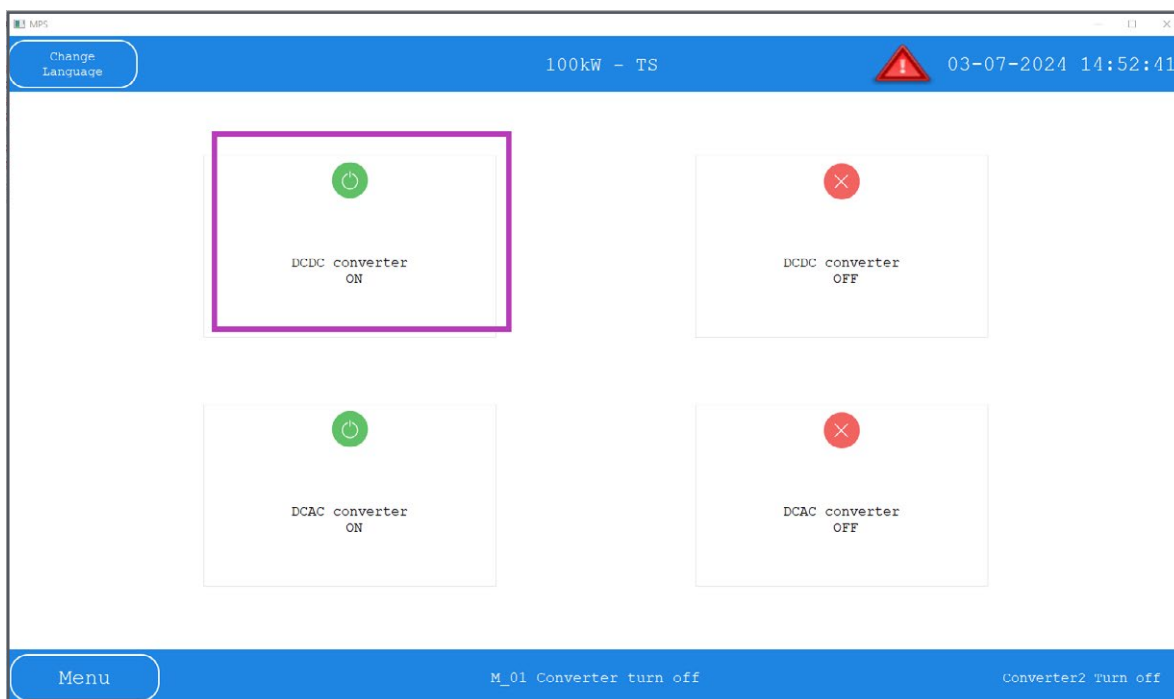 MPS
Change
Language
100kW - TS
03-07-2024 14:52:41
DCDC converter
ON
DCDC converter
OFF
DCAC converter
ON
DCAC converter
OFF
Menu
M_01 Converter turn off
Converter2 Turn off